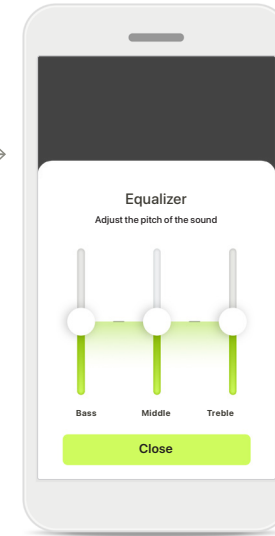 Equalizer
Adjust the pitch of the sound
Bass Middle Treble
Close